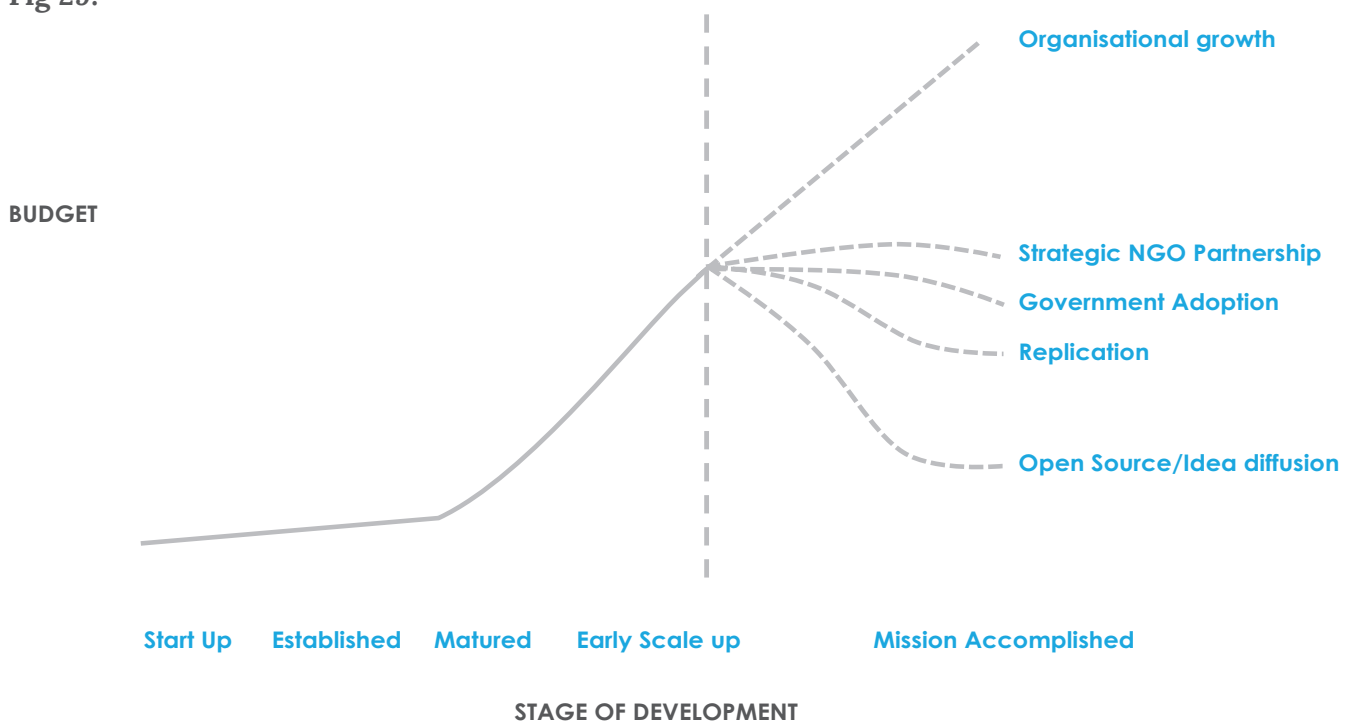 Organisational growth
BUDGET
Strategic NGO Partnership
Government Adoption
Replication
Open Source/Idea diffusion
Start Up Established Matured Early Scale up Mission Accomplished
STAGE OF DEVELOPMENT